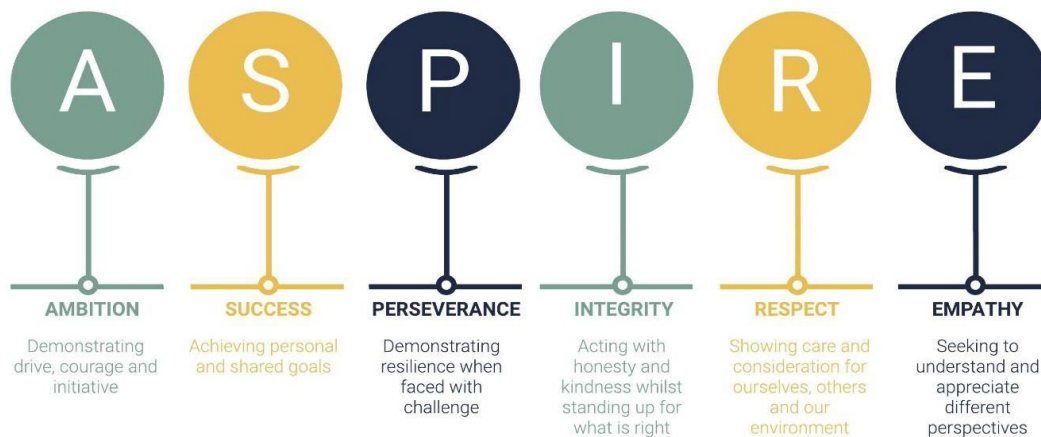 A S P I R E
AMBITION
Demonstrating
drive, courage and
initiative
SUCCESS
Achieving personal
and shared goals
PERSEVERANCE
Demonstrating
resilience when
faced with
challenge
INTEGRITY
Acting with
honesty and
kindness whilst
standing up for
what is right
RESPECT
Showing care and
consideration for
ourselves, others
and our
environment
EMPATHY
Seeking to
understand and
appreciate
different
perspectives